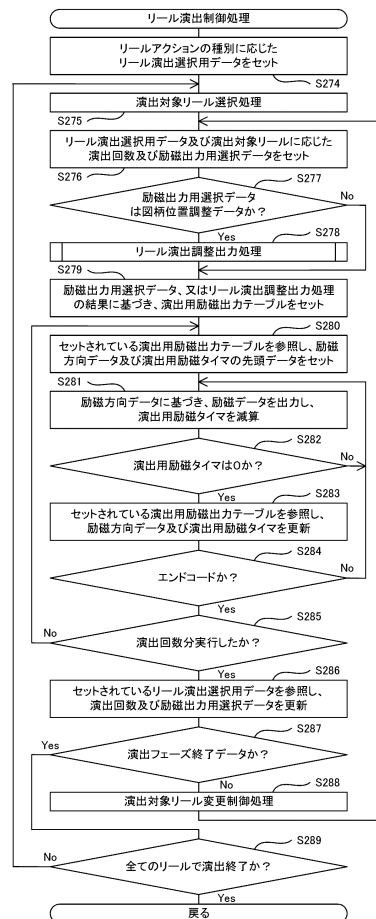 リール演出制御処理
リールアクションの種別に応じた
リール演出選択用データをセット
S274
演出対象リール選択処理
S275
リール演出選択用データ及び演出対象リールに応じた
演出回数及び励磁出力用選択データをセット
S276
S277
励磁出力用選択データ
は図柄位置調整データか?
No
Yes
S278
リール演出調整出力処理
S279
励磁出力用選択データ、又はリール演出調整出力処理
の結果に基づき、演出用励磁出力テーブルをセット
S280
セットされている演出用励磁出力テーブルを参照し、励磁
方向データ及び演出用励磁タイマの先頭データをセット
S281
励磁方向データに基づき、励磁データを出力し、
演出用励磁タイマを減算
S282
演出用励磁タイマは0か?
No
Yes
S283
セットされている演出用励磁出力テーブルを参照し、
励磁方向データ及び演出用励磁タイマを更新
S284
エンドコードか?
No
Yes
S285
演出回数分実行したか?
No
Yes
S286
セットされているリール演出選択用データを参照し、
演出回数及び励磁出力用選択データを更新
S287
Yes
演出フェーズ終了データか?
No
S288
演出対象リール変更制御処理
S289
No
全てのリールで演出終了か?
Yes
戻る